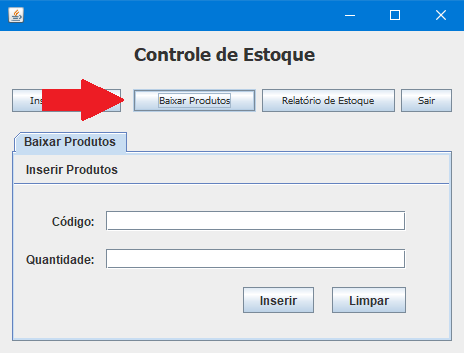 Controle de Estoque
Baixar Produtos Relatório de Estoque Sair
Baixar Produtos
Inserir Produtos
Código:
Quantidade:
Inserir Limpar